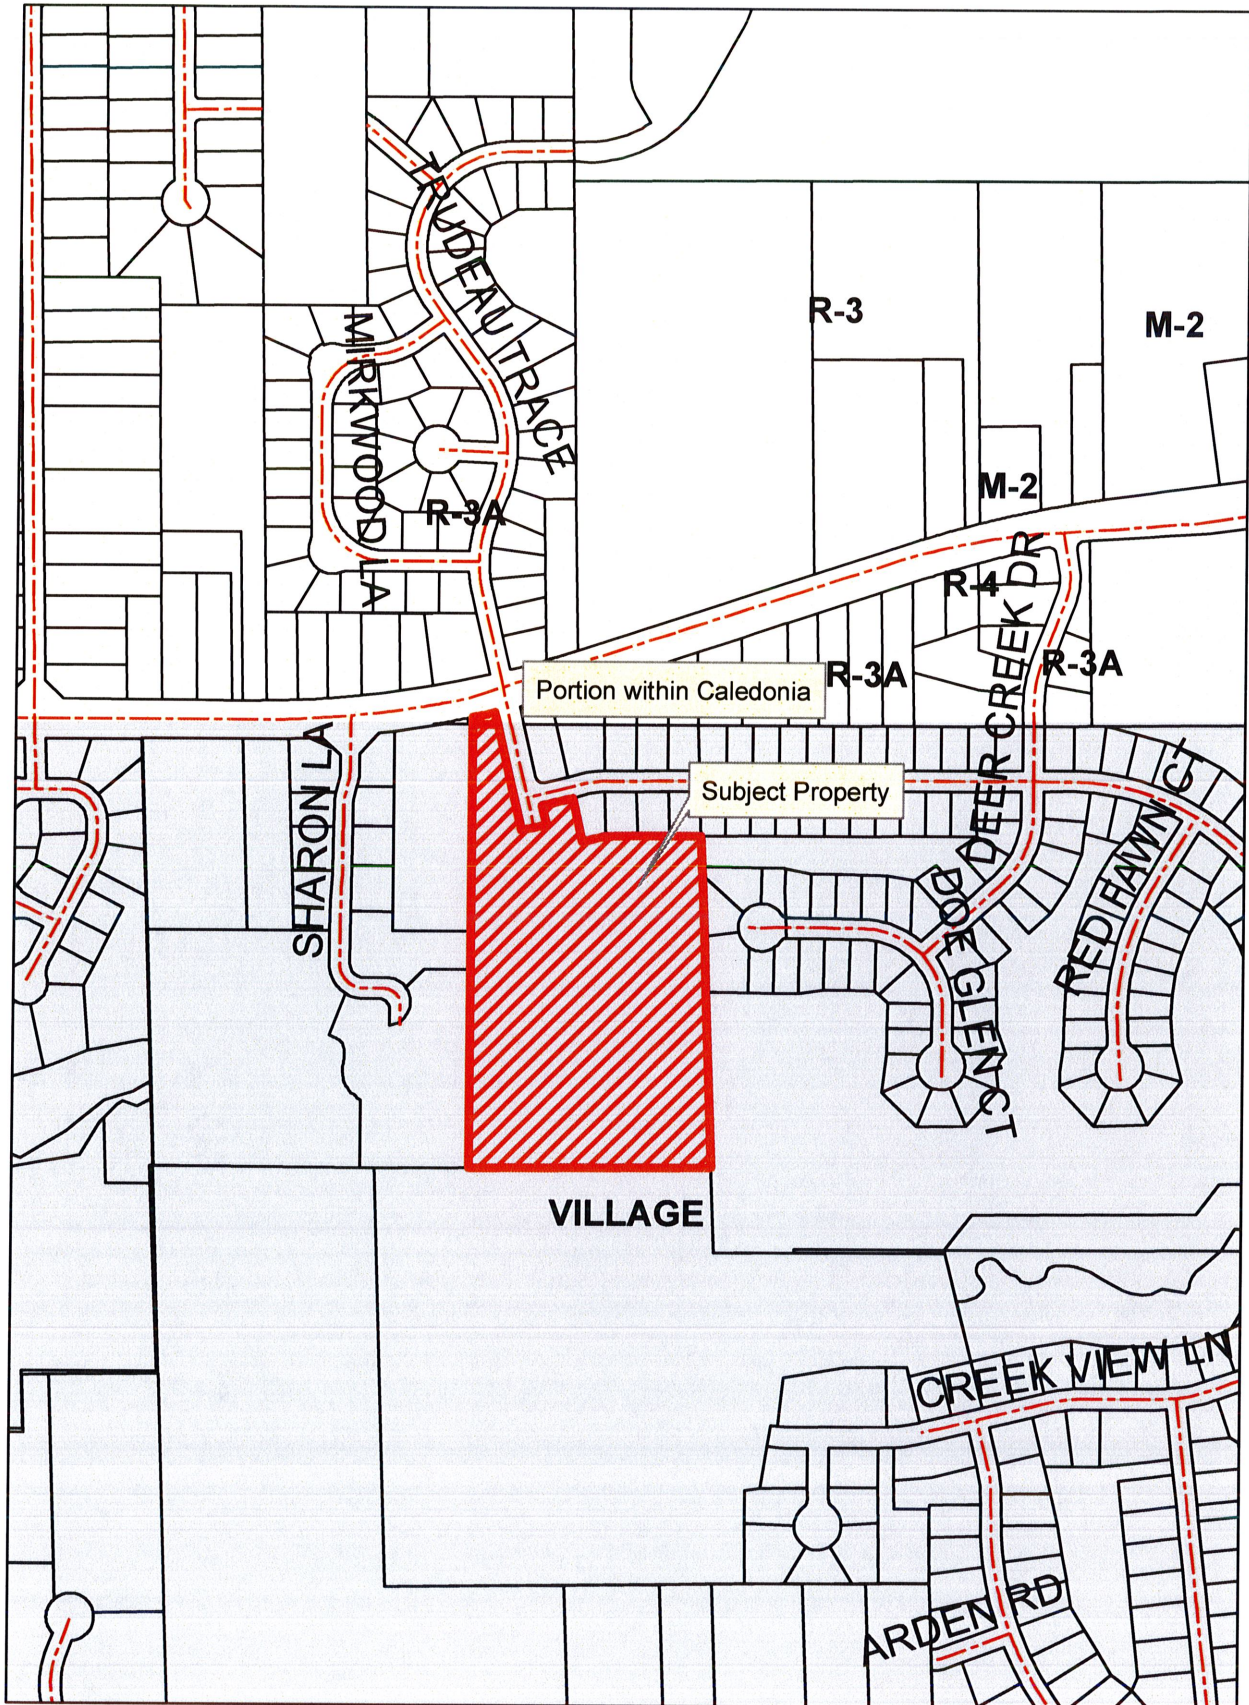 TRUDEAU TRACE
MIRKWOOD LA
R-3
M-2
R-3A
M-2
R-4
R-3A
R-3A
Portion within Caledonia
DEER CREEK DR
SHARON LA
Subject Property
RED FAWN CT
DOE GLEN CT
VILLAGE
CREEK VIEW LN
ARDEN RD